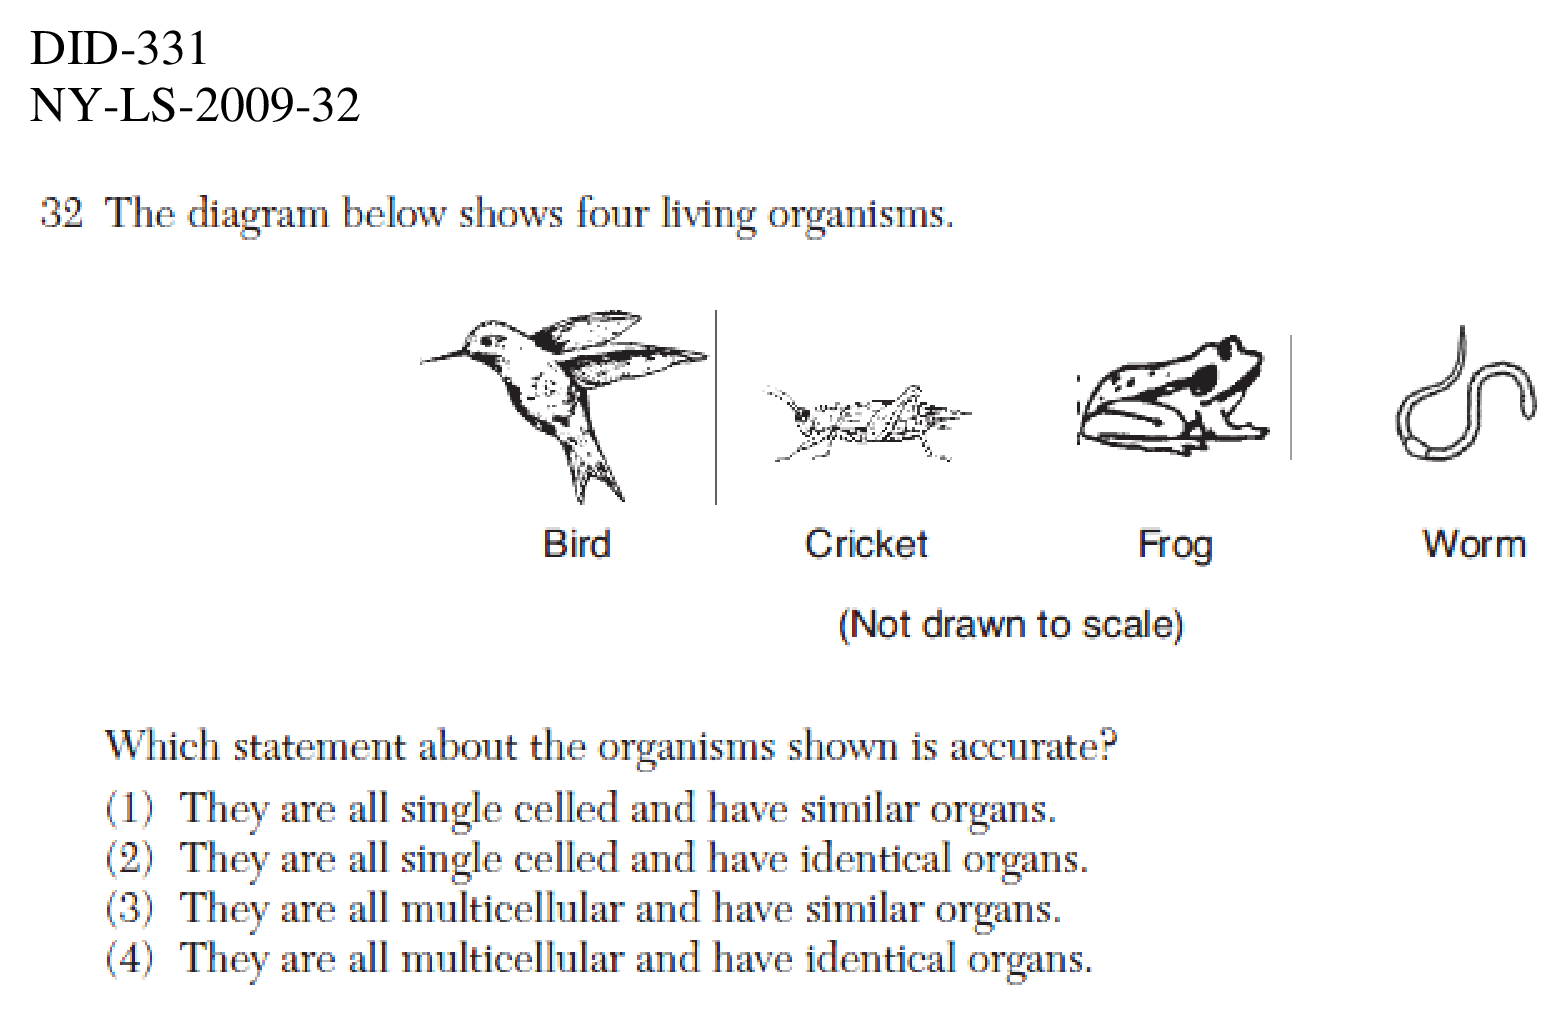 DID-331
NY-LS-2009-32
32 The diagram below shows four living organisms.
Bird Cricket Frog Worm
(Not drawn to scale)
Which statement about the organisms shown is accurate?
(1) They are all single celled and have similar organs.
(2) They are all single celled and have identical organs.
(3) They are all multicellular and have similar organs.
(4) They are all multicellular and have identical organs.